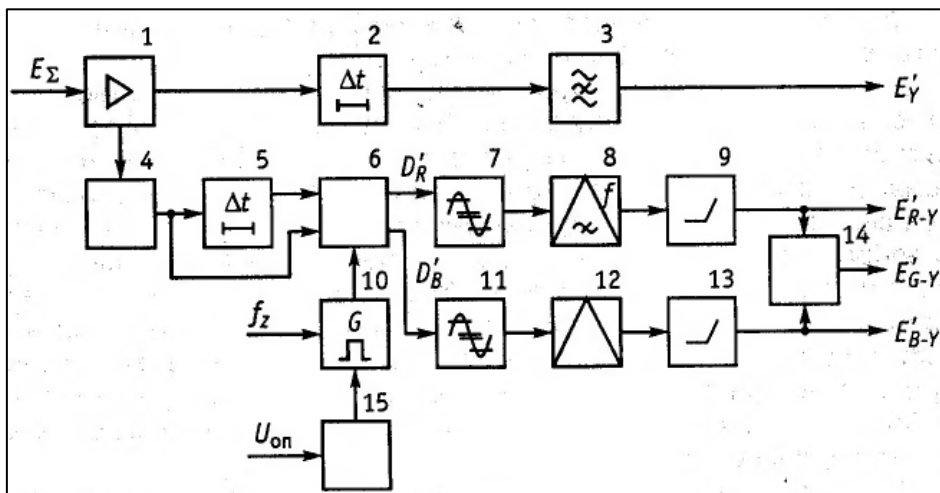 1 2 3
E_Σ Δt E'_Y
4 5 6 D'_R 7 8 9
Δt f E'_R-Y
14
E'_G-Y
10 D'_B 11 12 13
f_z G E'_B-Y
15
U_оп